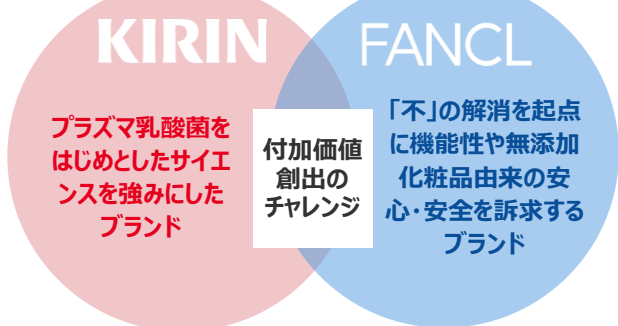 KIRIN
FANCL
プラズマ乳酸菌を
はじめとしたサイエ
ンスを強みにした
ブランド
付加価値
創出の
チャレンジ
「不」の解消を起点
に機能性や無添加
化粧品由来の安
心・安全を訴求する
ブランド